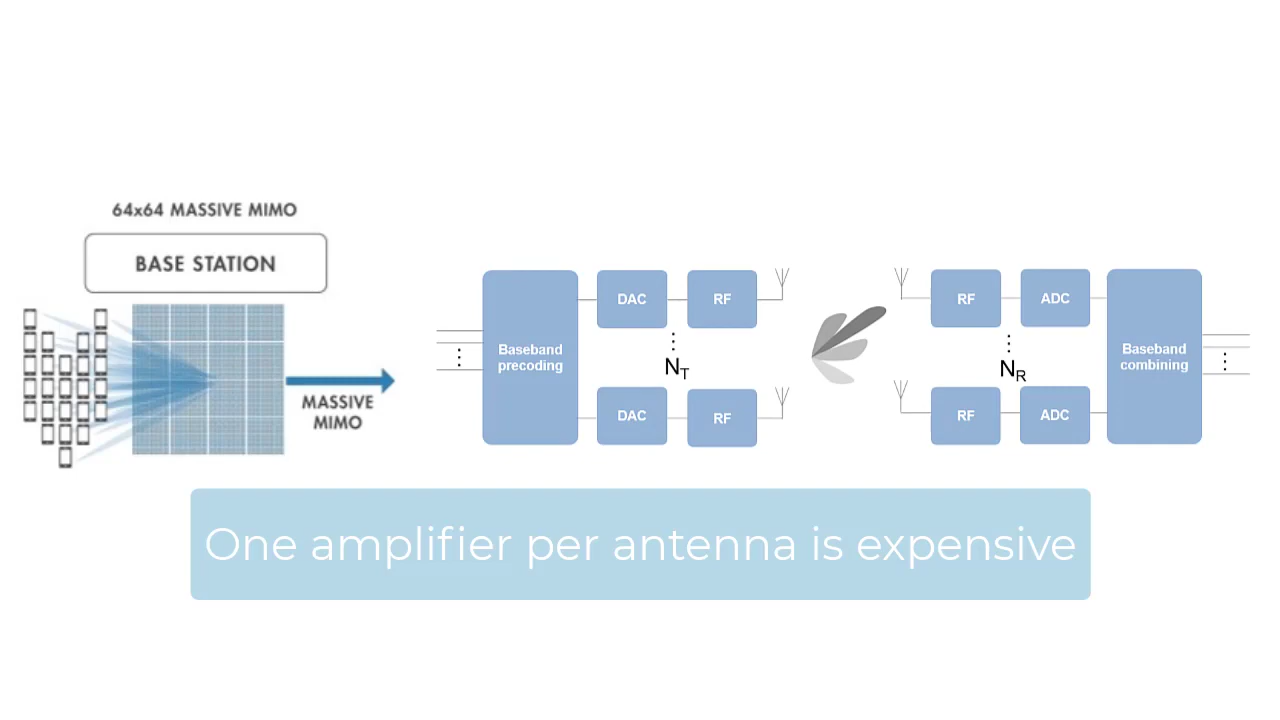 64x64 MASSIVE MIMO
BASE STATION
MASSIVE
MIMO
Baseband
precoding
DAC
RF
NT
DAC
RF
RF
ADC
NR
RF
ADC
Baseband
combining
One amplifier per antenna is expensive